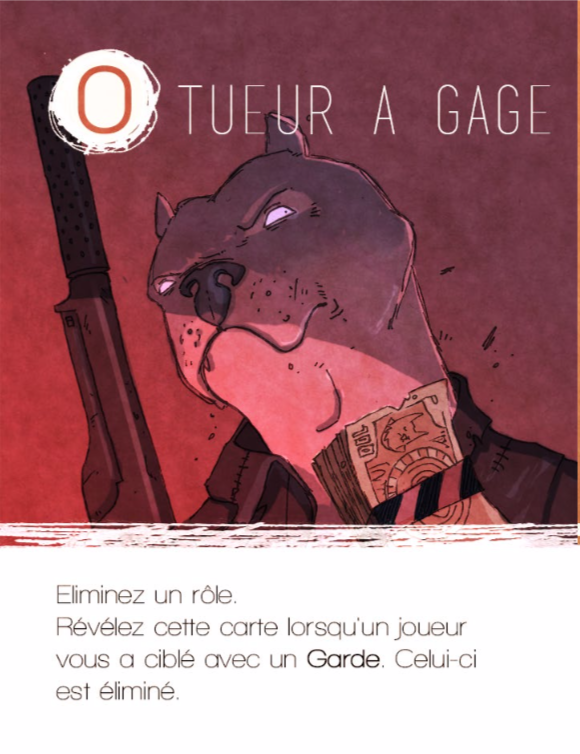 0 TUEUR A GAGE
100
Eliminez un rôle.
Révélez cette carte lorsqu'un joueur
vous a ciblé avec un Garde. Celui-ci
est éliminé.